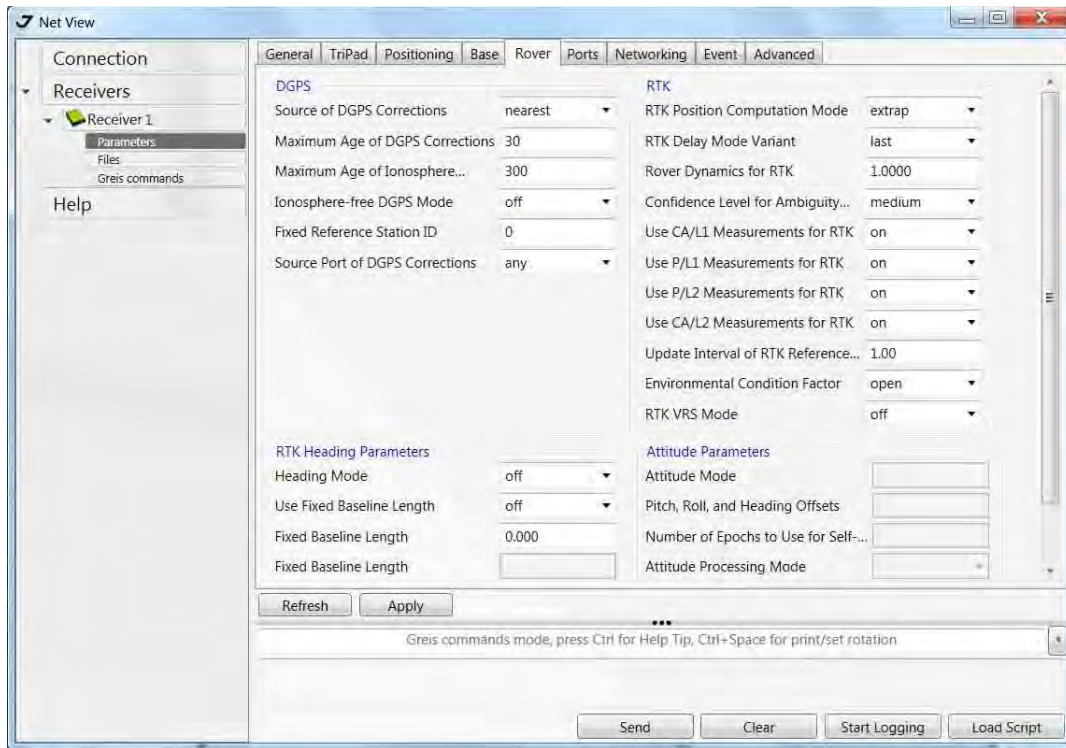 Net View
Connection
Receivers
Receiver 1
Parameters
Files
Greis commands
Help
General TriPad Positioning Base Rover Ports Networking Event Advanced
DGPS
Source of DGPS Corrections nearest
Maximum Age of DGPS Corrections 30
Maximum Age of Ionosphere... 300
Ionosphere-free DGPS Mode off
Fixed Reference Station ID 0
Source Port of DGPS Corrections any
RTK
RTK Position Computation Mode extrap
RTK Delay Mode Variant last
Rover Dynamics for RTK 1.0000
Confidence Level for Ambiguity... medium
Use CA/L1 Measurements for RTK on
Use P/L1 Measurements for RTK on
Use P/L2 Measurements for RTK on
Use CA/L2 Measurements for RTK on
Update Interval of RTK Reference... 1.00
Environmental Condition Factor open
RTK VRS Mode off
RTK Heading Parameters
Heading Mode off
Use Fixed Baseline Length off
Fixed Baseline Length 0.000
Fixed Baseline Length
Attitude Parameters
Attitude Mode
Pitch, Roll, and Heading Offsets
Number of Epochs to Use for Self-...
Attitude Processing Mode
Refresh Apply
Greis commands mode, press Ctrl for Help Tip, Ctrl+Space for print/set rotation
Send Clear Start Logging Load Script